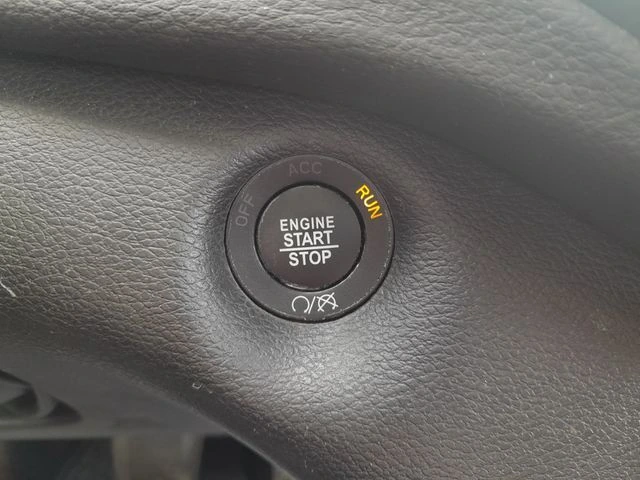 OFF
ACC
RUN
ENGINE
START
STOP